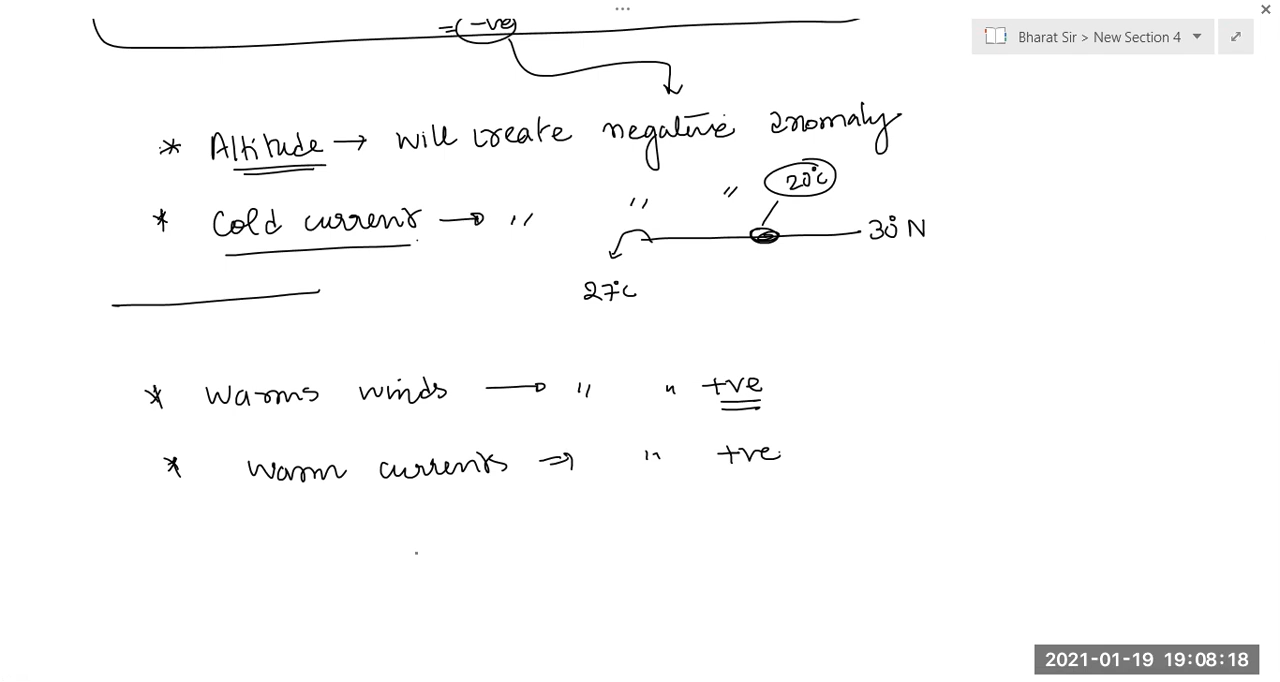 Bharat Sir > New Section 4
=(-ve)
* Altitude → will create negative anomaly
20°C
* Cold current → " " "
30°N
27°C
* Warms winds → " " +ve
* Warm currents ⇒ " +ve
2021-01-19 19:08:18